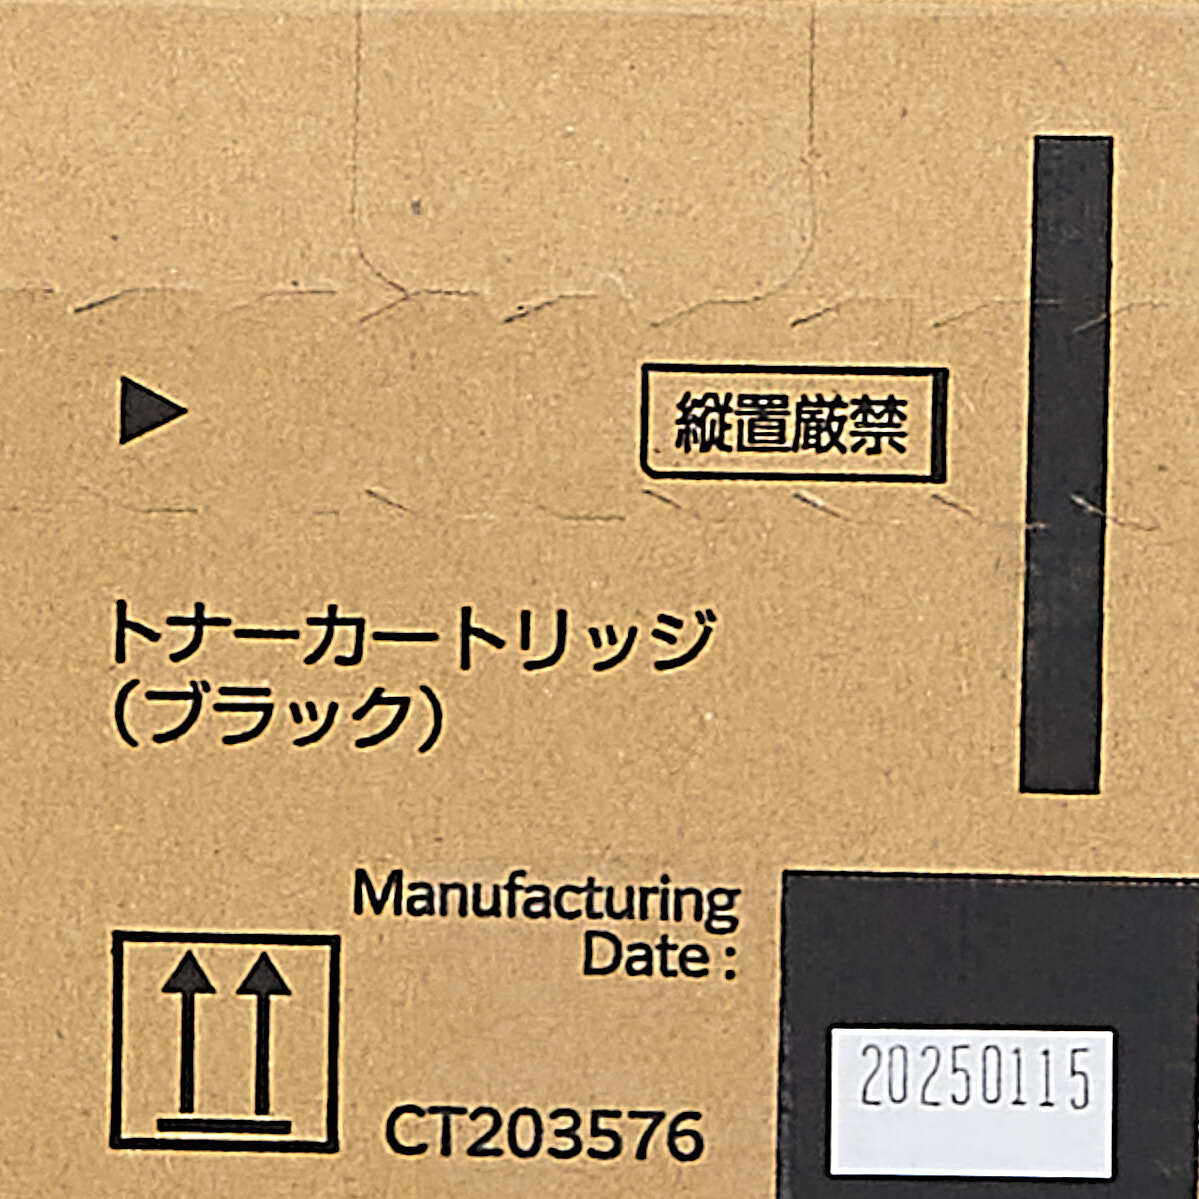 縦置厳禁
トナーカートリッジ
(ブラック)
Manufacturing
Date :
20250115
CT203576